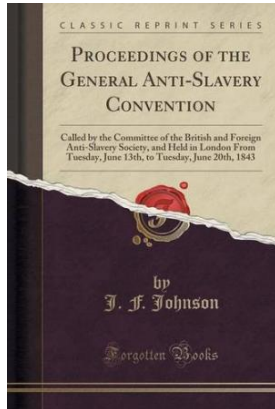 CLASSIC REPRINT SERIES
PROCEEDINGS OF THE
GENERAL ANTI-SLAVERY
CONVENTION
Called by the Committee of the British and Foreign
Anti-Slavery Society, and Held in London From
Tuesday, June 13th, to Tuesday, June 20th, 1843
by
J. F. Johnson
Forgotten Books